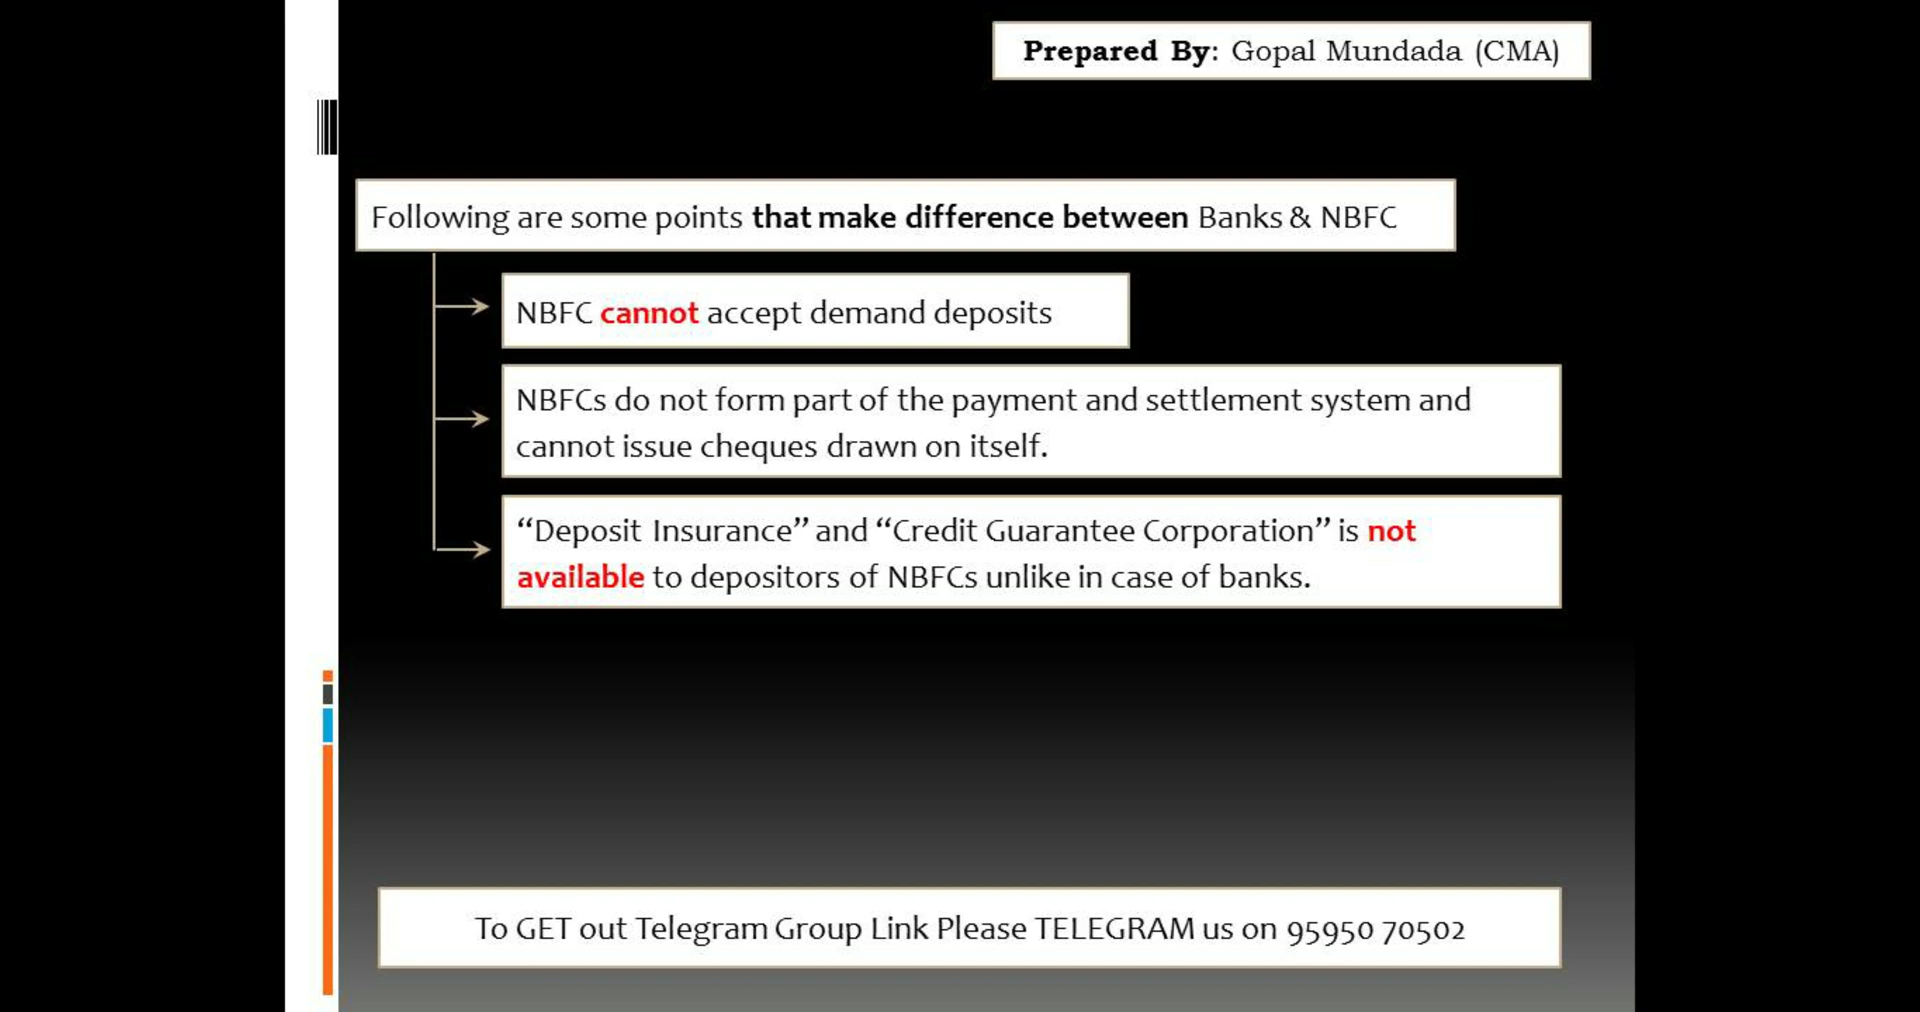 Prepared By: Gopal Mundada (CMA)
Following are some points that make difference between Banks & NBFC
NBFC cannot accept demand deposits
NBFCs do not form part of the payment and settlement system and
cannot issue cheques drawn on itself.
“Deposit Insurance” and “Credit Guarantee Corporation” is not
available to depositors of NBFCs unlike in case of banks.
To GET out Telegram Group Link Please TELEGRAM us on 95950 70502